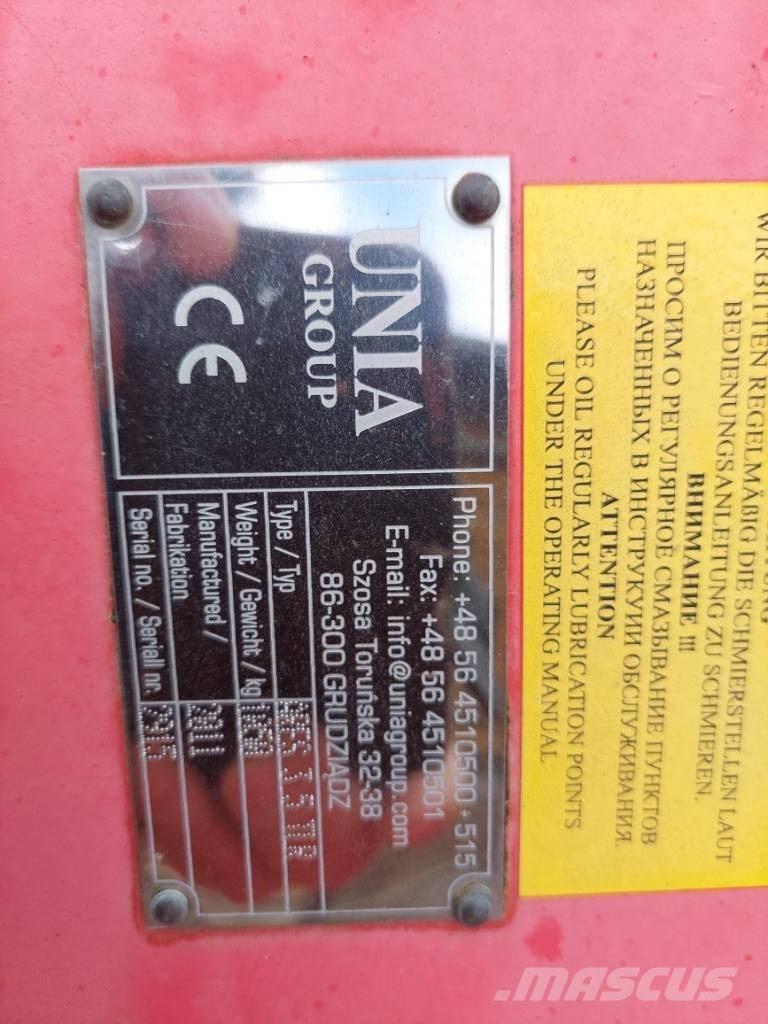 UNIA
GROUP
CE
Phone: +48 56 4510500 ÷515
Fax: +48 56 4510501
E-mail: info@uniagroup.com
Szosa Toruńska 32-38
86-300 GRUDZIĄDZ
Type / Typ
Weight / Gewicht / kg
Manufactured / 2011
Fabrikation
Serial no. / Seriall nr.
WIR BITTEN REGELMÄßIG DIE SCHMIERSTELLEN LAUT
BEDIENUNGSANLEITUNG ZU SCHMIEREN.
ВНИМАНИЕ !!!
ПРОСИМ О РЕГУЛЯРНОЕ СМАЗЫВАНИЕ ПУНКТОВ
НАЗНАЧЕННЫХ В ИНСТРУКУИИ ОБСЛУЖИВАНИЯ.
ATTENTION
PLEASE OIL REGULARLY LUBRICATION POINTS
UNDER THE OPERATING MANUAL
MASCUS